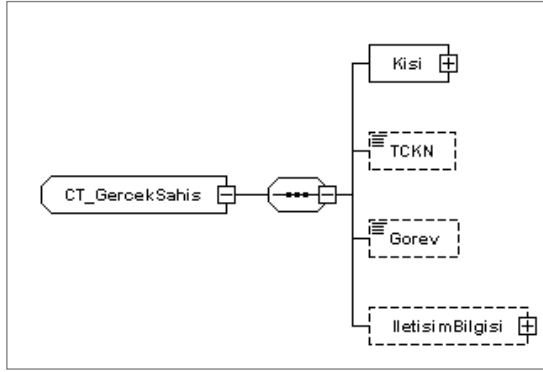 Kisi
TCKN
CT_GercekSahis
Gorev
IletisimBilgisi